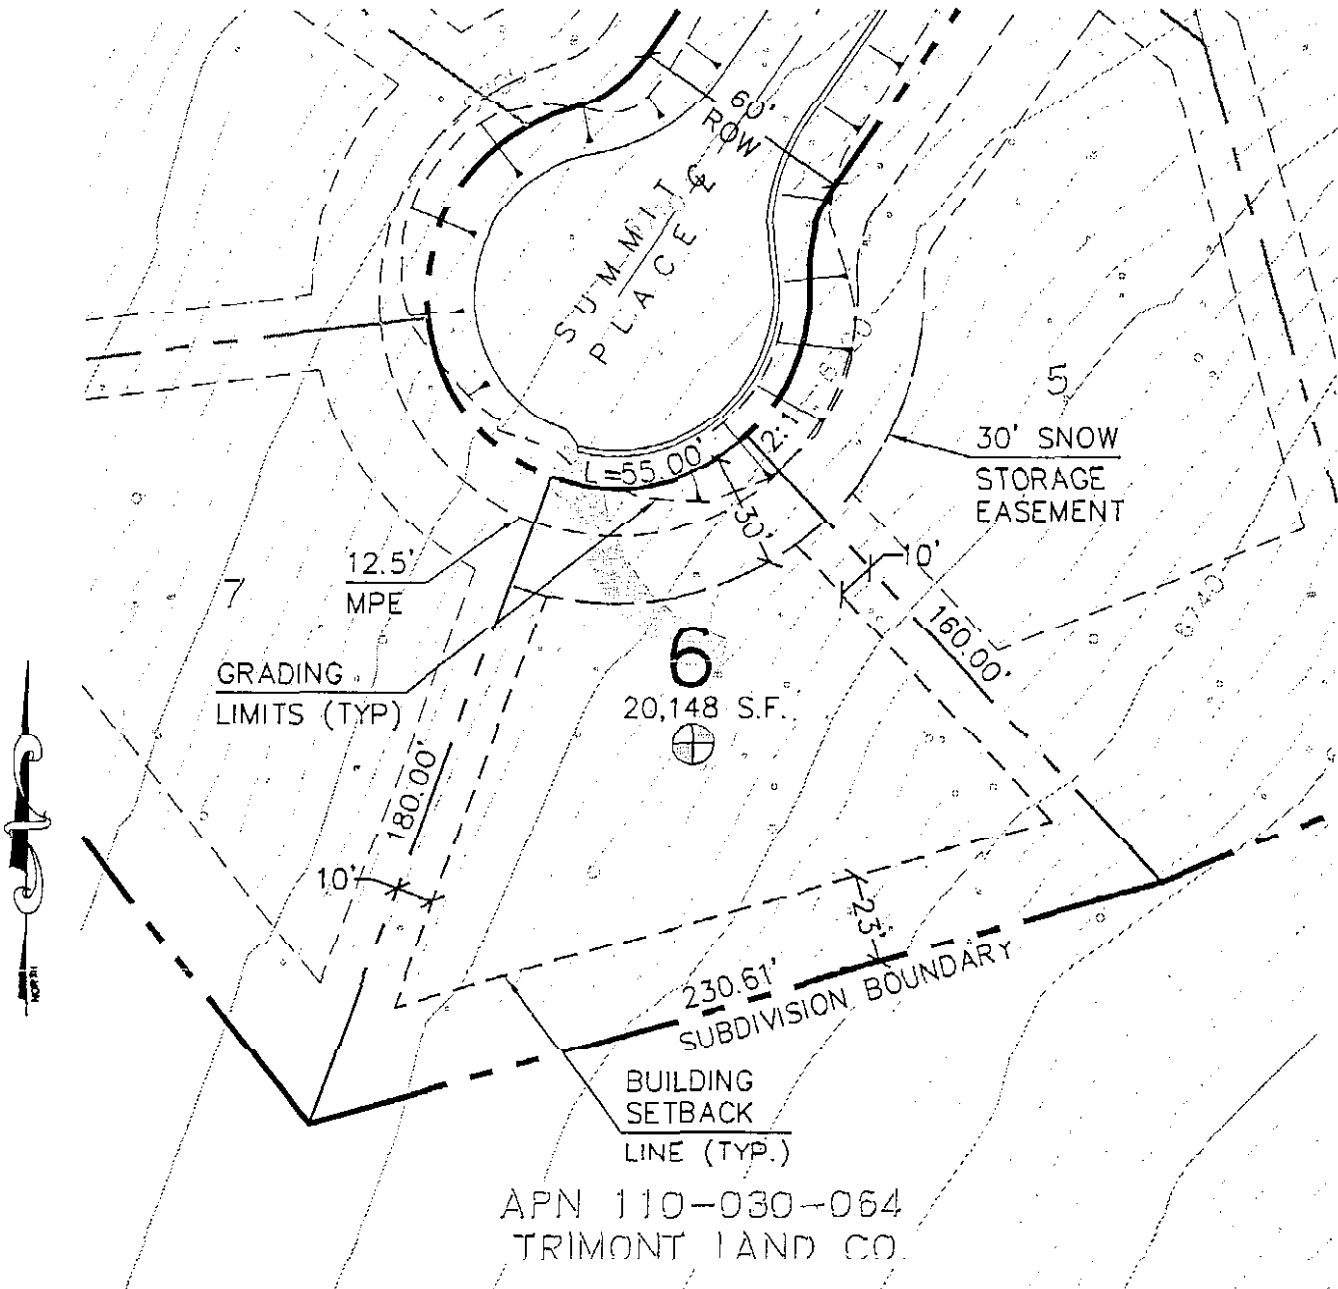 60'
ROW
SUMMIT
PLACE
℄
5
30' SNOW
STORAGE
EASEMENT
2:1
L=55.00'
30'
10'
12.5'
MPE
7
160.00'
6740
6
20,148 S.F.
GRADING
LIMITS (TYP)
180.00'
10'
23'
NORTH
230.61'
SUBDIVISION BOUNDARY
BUILDING
SETBACK
LINE (TYP.)
APN 110-030-064
TRIMONT LAND CO.